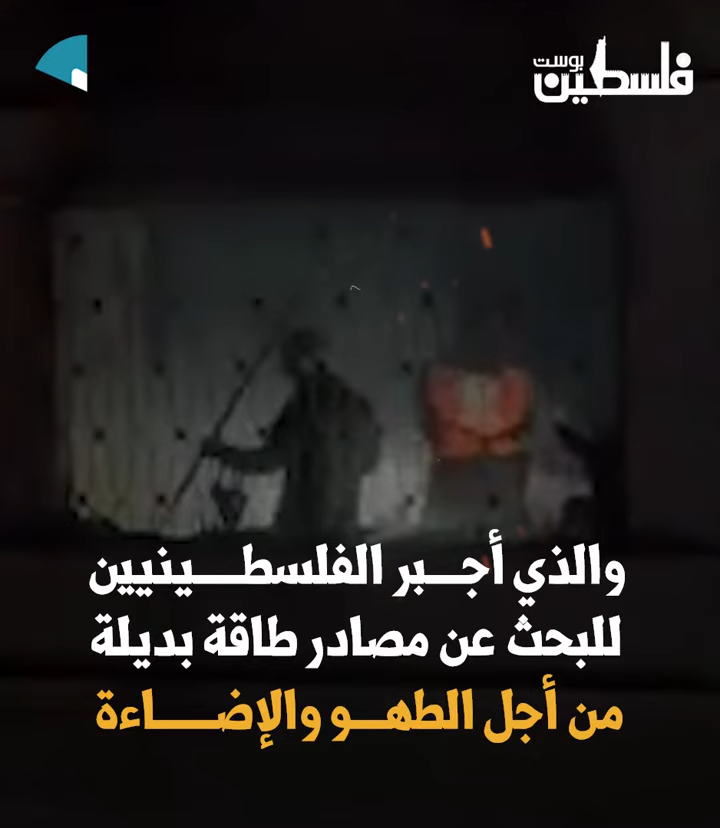 فلسطين
بوست
والذي أجبر الفلسطينيين
للبحث عن مصادر طاقة بديلة
من أجل الطهو والإضاءة